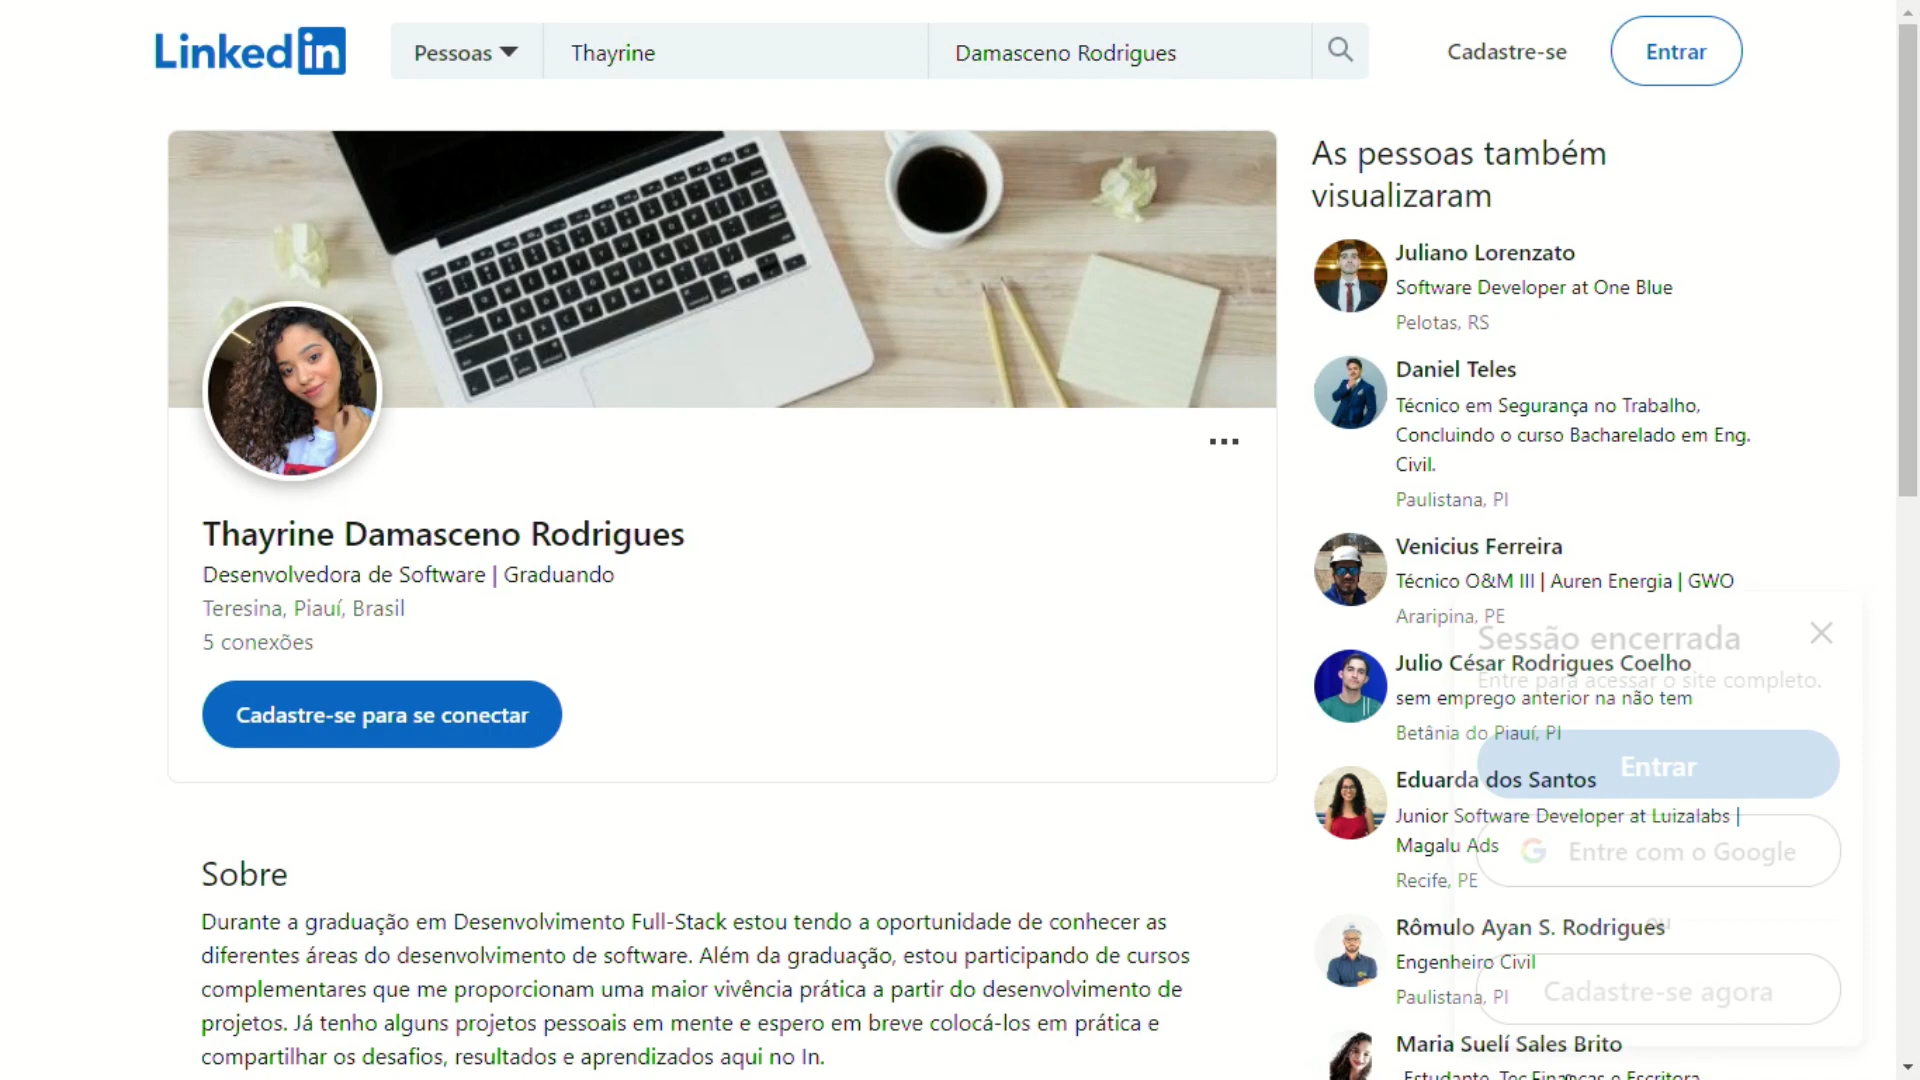 Linkedin
Pessoas
Thayrine
Damasceno Rodrigues
Cadastre-se
Entrar
Thayrine Damasceno Rodrigues
Desenvolvedora de Software | Graduando
Teresina, Piauí, Brasil
5 conexões
Cadastre-se para se conectar
Sobre
Durante a graduação em Desenvolvimento Full-Stack estou tendo a oportunidade de conhecer as
diferentes áreas do desenvolvimento de software. Além da graduação, estou participando de cursos
complementares que me proporcionam uma maior vivência prática a partir do desenvolvimento de
projetos. Já tenho alguns projetos pessoais em mente e espero em breve colocá-los em prática e
compartilhar os desafios, resultados e aprendizados aqui no In.
As pessoas também
visualizaram
Juliano Lorenzato
Software Developer at One Blue
Pelotas, RS
Daniel Teles
Técnico em Segurança no Trabalho,
Concluindo o curso Bacharelado em Eng.
Civil.
Paulistana, PI
Venicius Ferreira
Técnico O&M III | Auren Energia | GWO
Araripina, PE
Julio César Rodrigues Coelho
sem emprego anterior na não tem
Betânia do Piauí, PI
Eduarda dos Santos
Junior Software Developer at Luizalabs |
Magalu Ads
Recife, PE
Rômulo Ayan S. Rodrigues
Engenheiro Civil
Paulistana, PI
Maria Suelí Sales Brito
Estudante, Tec Finanças e Escritora
Sessão encerrada
Entre para acessar o site completo.
Entrar
Entre com o Google
ou
Cadastre-se agora